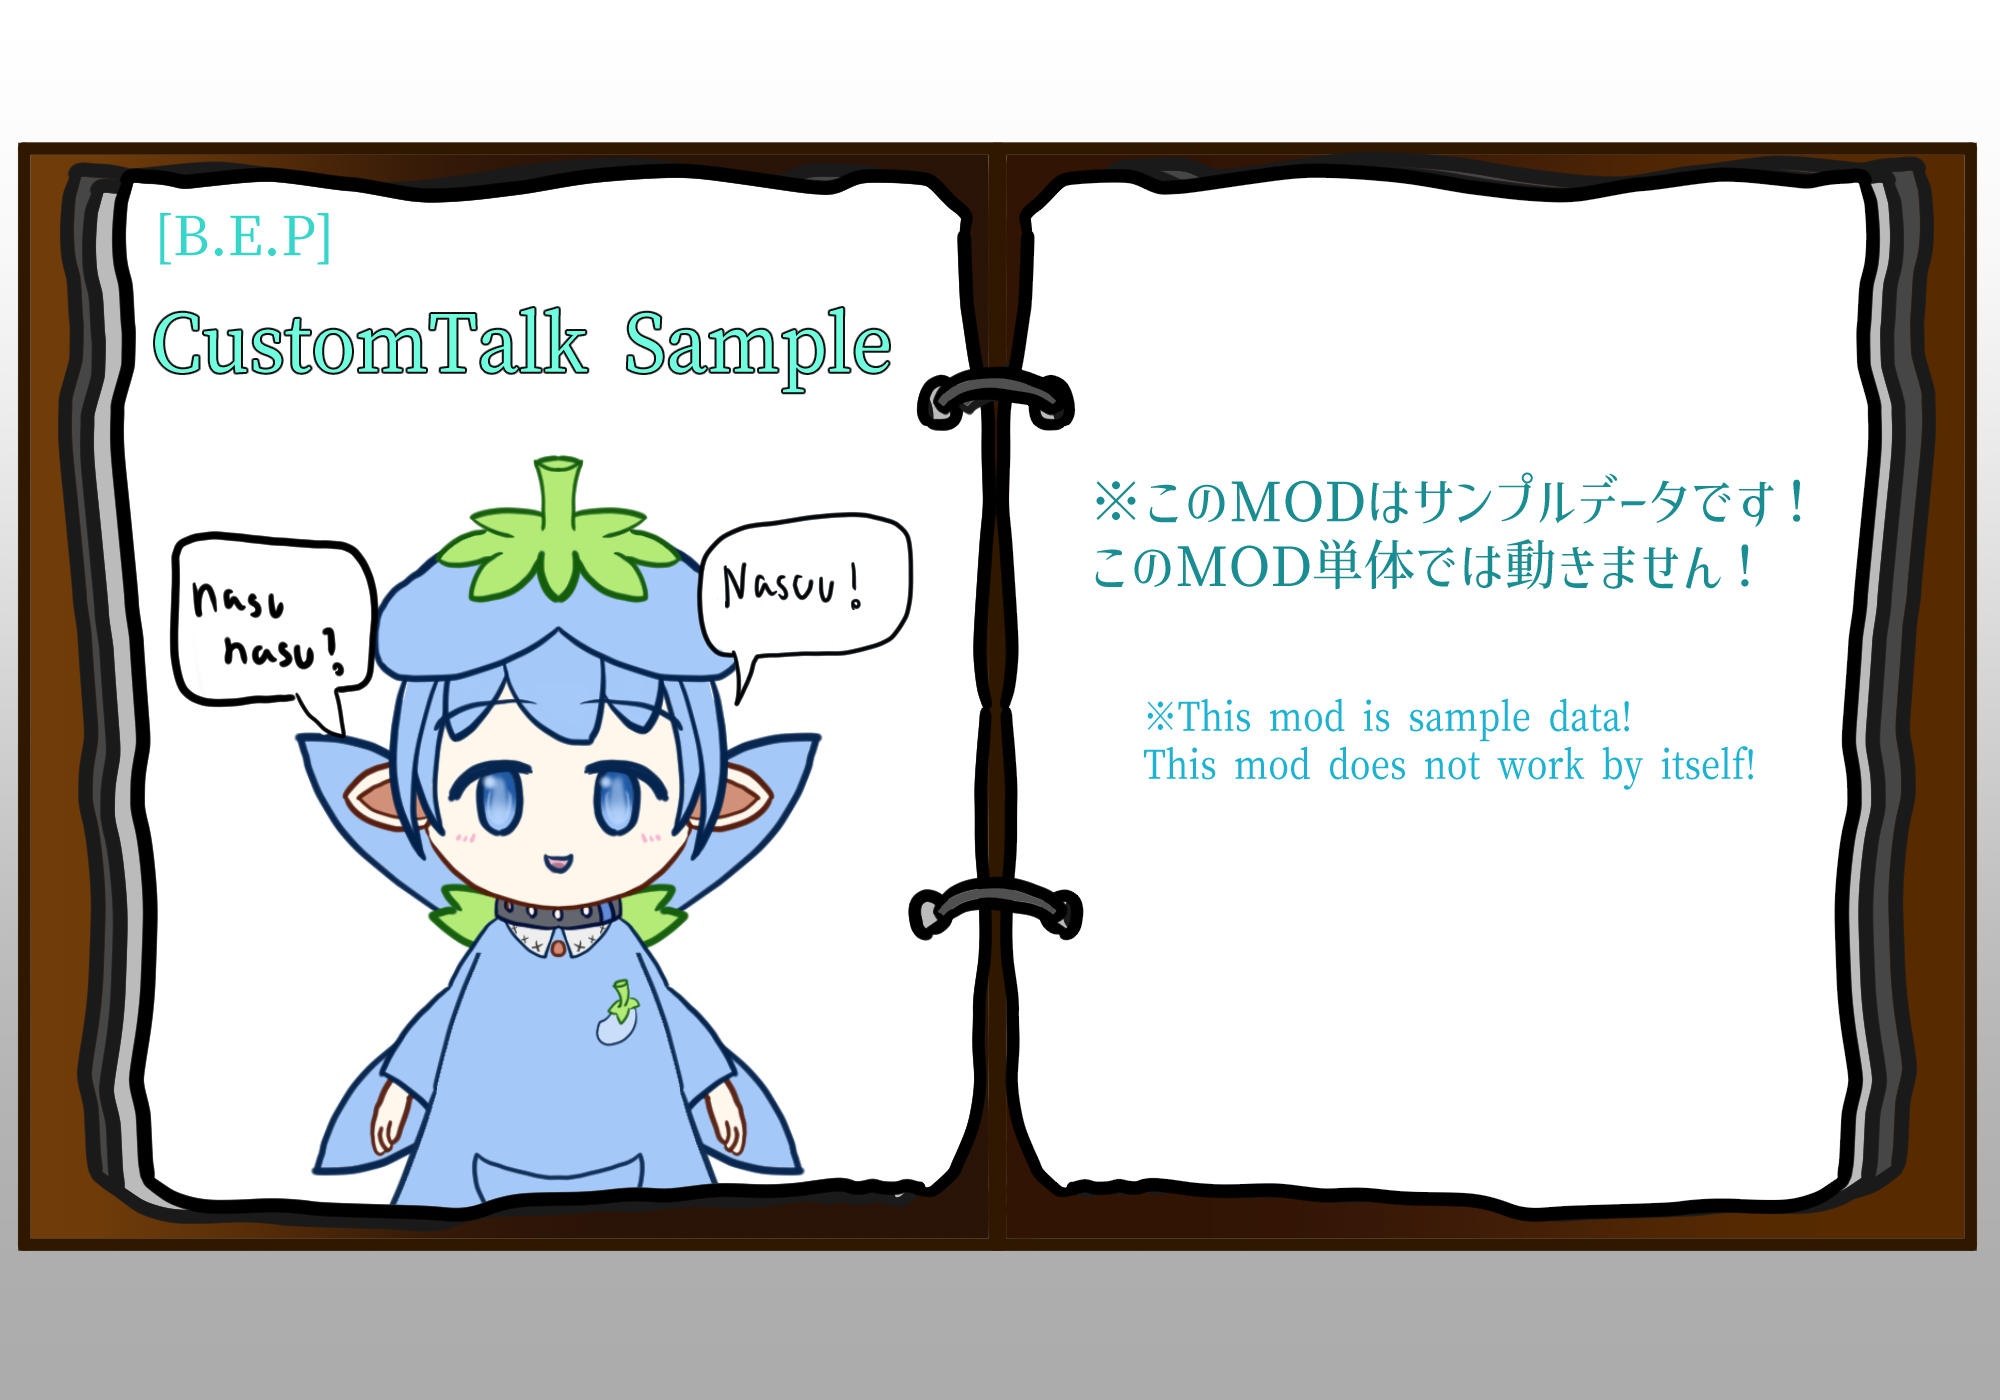 [B.E.P]
CustomTalk Sample
nasu
nasu?
Nasuu!
※このMODはサンプルデータです！
このMOD単体では動きません！
※This mod is sample data!
This mod does not work by itself!